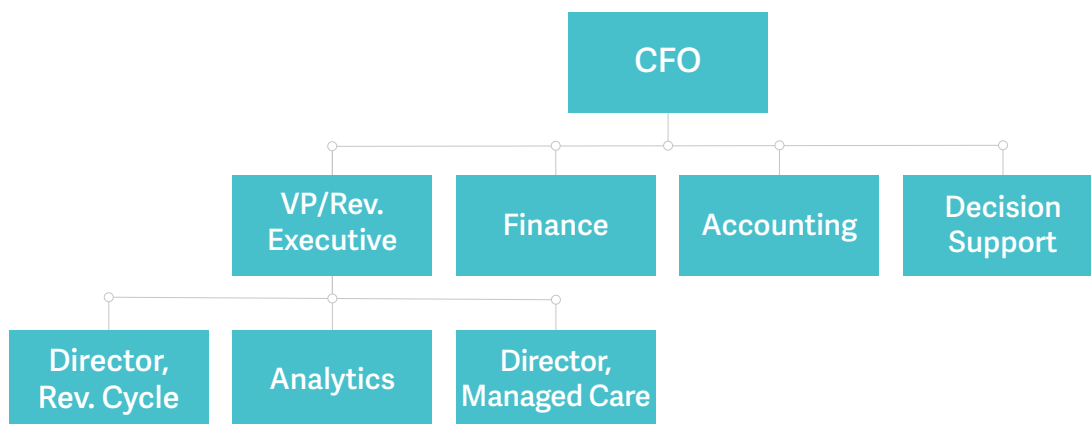 CFO
VP/Rev.
Executive
Finance
Accounting
Decision
Support
Director,
Rev. Cycle
Analytics
Director,
Managed Care